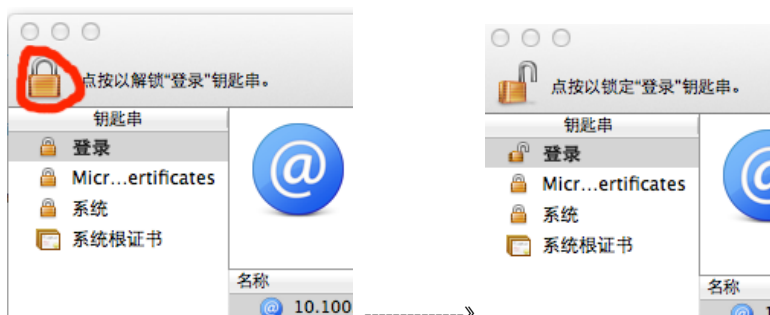 点按以解锁“登录”钥匙串。
钥匙串
登录
Micr...ertificates
系统
系统根证书
名称
10.100
--------------》
点按以锁定“登录”钥匙串。
钥匙串
登录
Micr...ertificates
系统
系统根证书
名称
1